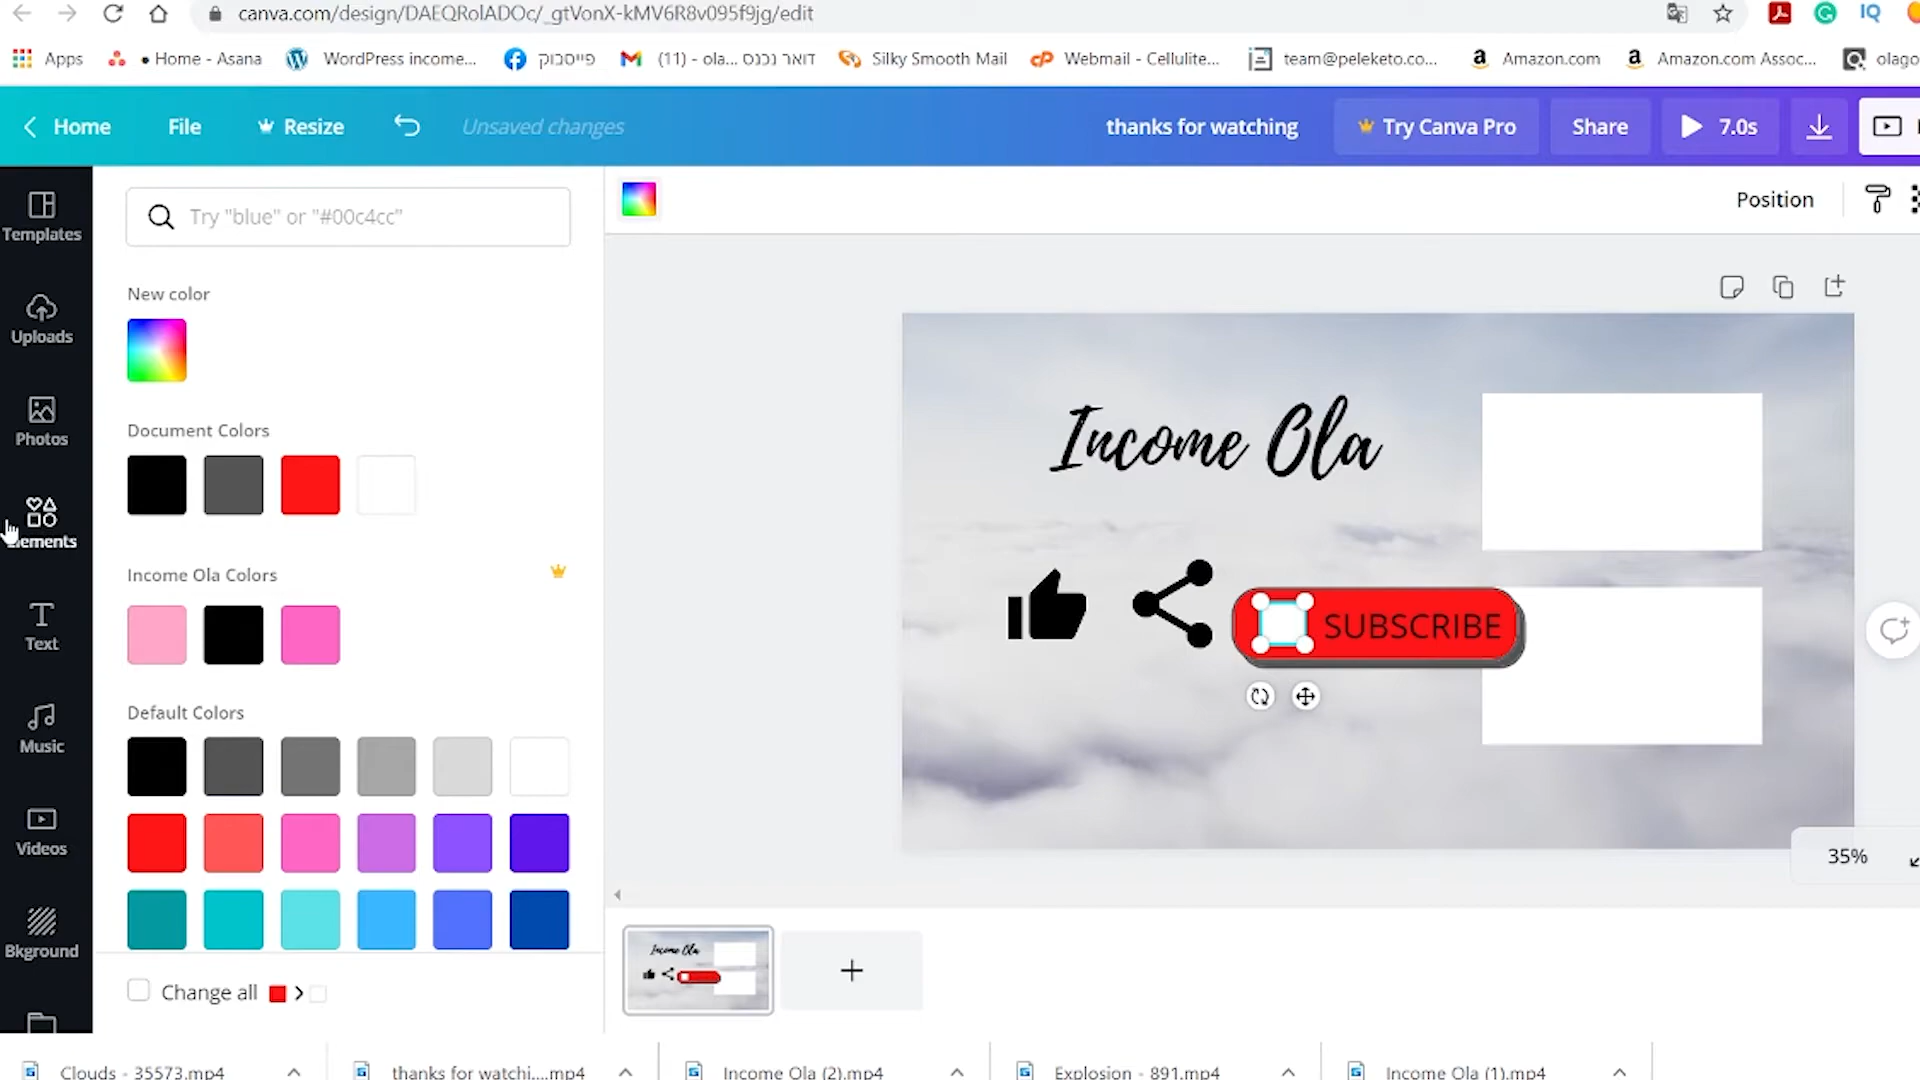 canva.com/design/DAEQRolADOc/_gtVonX-kMV6R8v095f9jg/edit
Apps
• Home - Asana
WordPress income...
פייסבוק
(11) - ola... דואר נכנס
Silky Smooth Mail
Webmail - Cellulite...
team@peleketo.co...
Amazon.com
Amazon.com Assoc...
olago
Home
File
Resize
Unsaved changes
thanks for watching
Try Canva Pro
Share
7.0s
Templates
Uploads
Photos
Elements
Text
Music
Videos
Bkground
Try "blue" or "#00c4cc"
New color
Document Colors
Income Ola Colors
Default Colors
Change all
Position
Income Ola
SUBSCRIBE
35%
Income Ola
Clouds - 35573.mp4
thanks for watchi....mp4
Income Ola (2).mp4
Explosion - 891.mp4
Income Ola (1).mp4